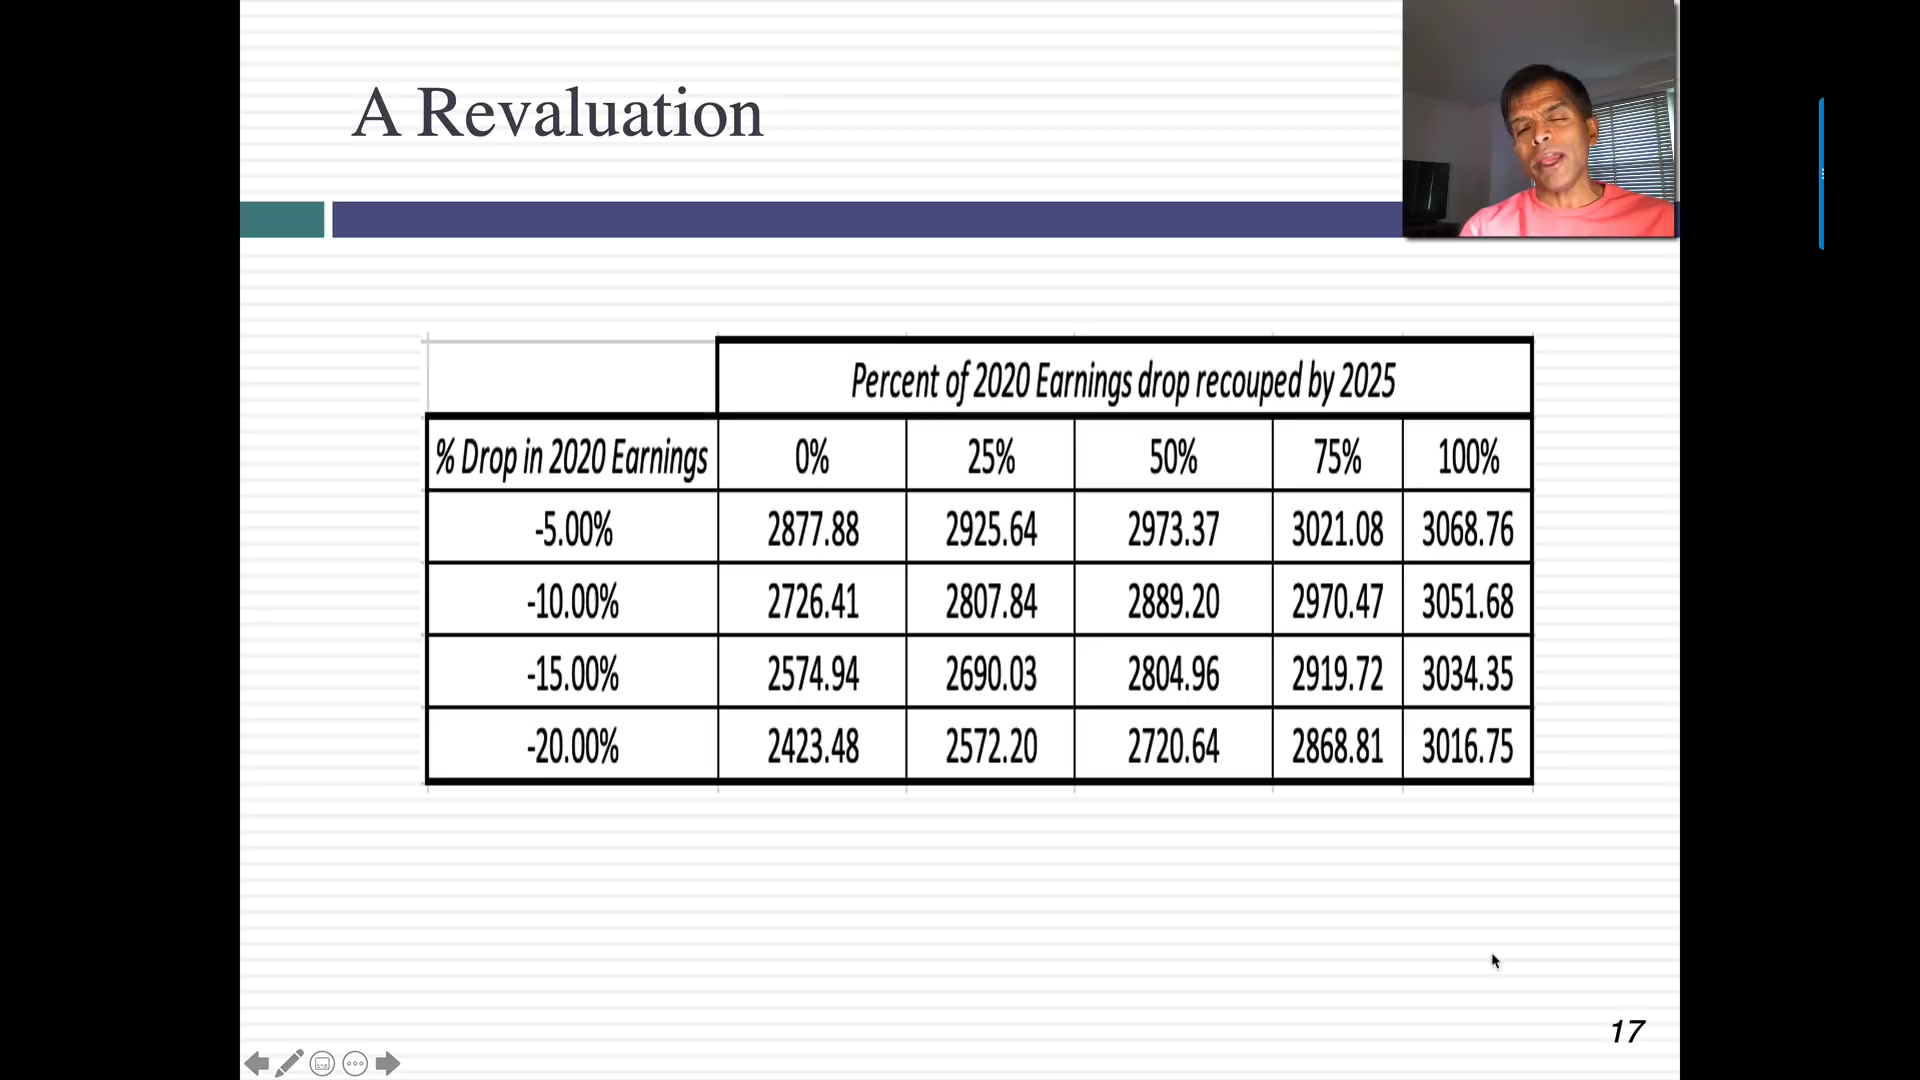 A Revaluation
Percent of 2020 Earnings drop recouped by 2025
% Drop in 2020 Earnings 0% 25% 50% 75% 100%
-5.00% 2877.88 2925.64 2973.37 3021.08 3068.76
-10.00% 2726.41 2807.84 2889.20 2970.47 3051.68
-15.00% 2574.94 2690.03 2804.96 2919.72 3034.35
-20.00% 2423.48 2572.20 2720.64 2868.81 3016.75
17